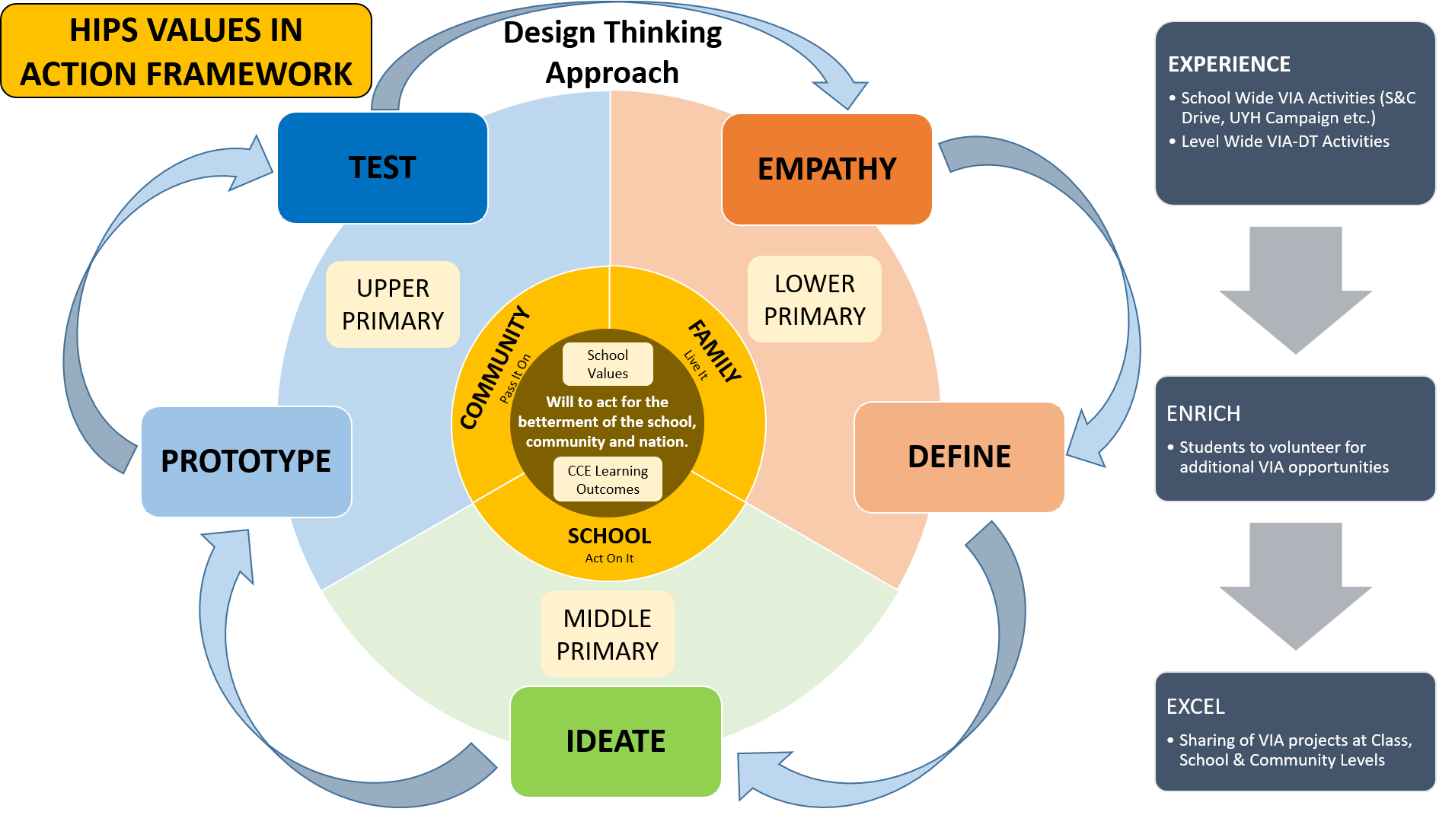 HIPS VALUES IN
ACTION FRAMEWORK
Design Thinking
Approach
TEST
EMPATHY
UPPER
PRIMARY
LOWER
PRIMARY
COMMUNITY
Pass It On
FAMILY
Live It
School
Values
Will to act for the
betterment of the school,
community and nation.
CCE Learning
Outcomes
SCHOOL
Act On It
PROTOTYPE
DEFINE
MIDDLE
PRIMARY
IDEATE
EXPERIENCE
• School Wide VIA Activities (S&C
Drive, UYH Campaign etc.)
• Level Wide VIA-DT Activities
ENRICH
• Students to volunteer for
additional VIA opportunities
EXCEL
• Sharing of VIA projects at Class,
School & Community Levels